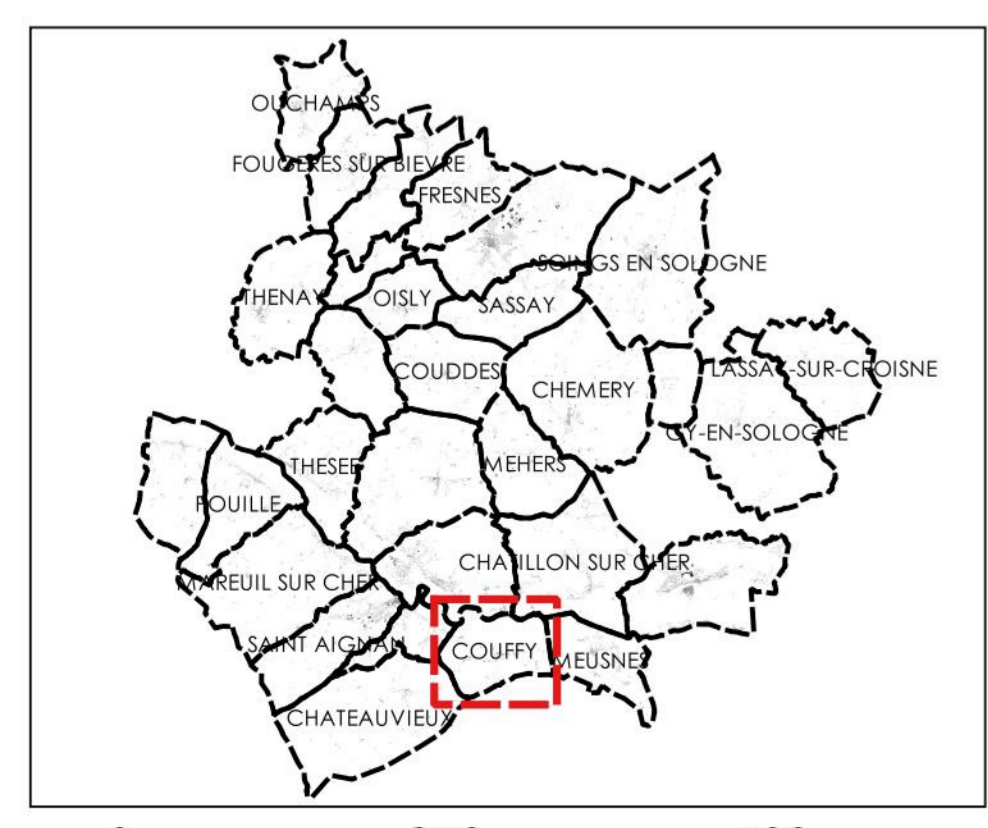 OUCHAMPS
FOUGERES SUR BIEVRE
FRESNES
SOINGS EN SOLOGNE
THENAY
OISLY
SASSAY
COUDDES
LASSAY-SUR-CROISNE
CHEMERY
GY-EN-SOLOGNE
THESEE
MEHERS
POUILLE
CHATILLON SUR CHER
MAREUIL SUR CHER
SAINT AIGNAN
COUFFY
MEUSNES
CHATEAUVIEUX